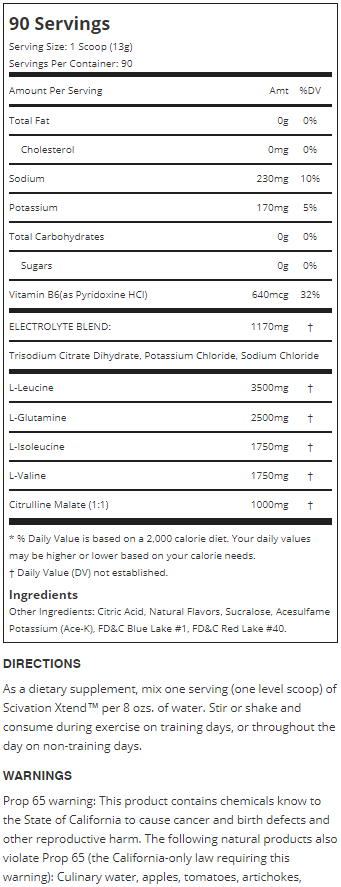 90 Servings
Serving Size: 1 Scoop (13g)
Servings Per Container: 90
Amount Per Serving Amt %DV
Total Fat 0g 0%
Cholesterol 0mg 0%
Sodium 230mg 10%
Potassium 170mg 5%
Total Carbohydrates 0g 0%
Sugars 0g 0%
Vitamin B6(as Pyridoxine HCl) 640mcg 32%
ELECTROLYTE BLEND: 1170mg †
Trisodium Citrate Dihydrate, Potassium Chloride, Sodium Chloride
L-Leucine 3500mg †
L-Glutamine 2500mg †
L-Isoleucine 1750mg †
L-Valine 1750mg †
Citrulline Malate (1:1) 1000mg †
* % Daily Value is based on a 2,000 calorie diet. Your daily values
may be higher or lower based on your calorie needs.
† Daily Value (DV) not established.
Ingredients
Other Ingredients: Citric Acid, Natural Flavors, Sucralose, Acesulfame
Potassium (Ace-K), FD&C Blue Lake #1, FD&C Red Lake #40.
DIRECTIONS
As a dietary supplement, mix one serving (one level scoop) of
Scivation Xtend™ per 8 ozs. of water. Stir or shake and
consume during exercise on training days, or throughout the
day on non-training days.
WARNINGS
Prop 65 warning: This product contains chemicals know to
the State of California to cause cancer and birth defects and
other reproductive harm. The following natural products also
violate Prop 65 (the California-only law requiring this
warning): Culinary water, apples, tomatoes, artichokes,